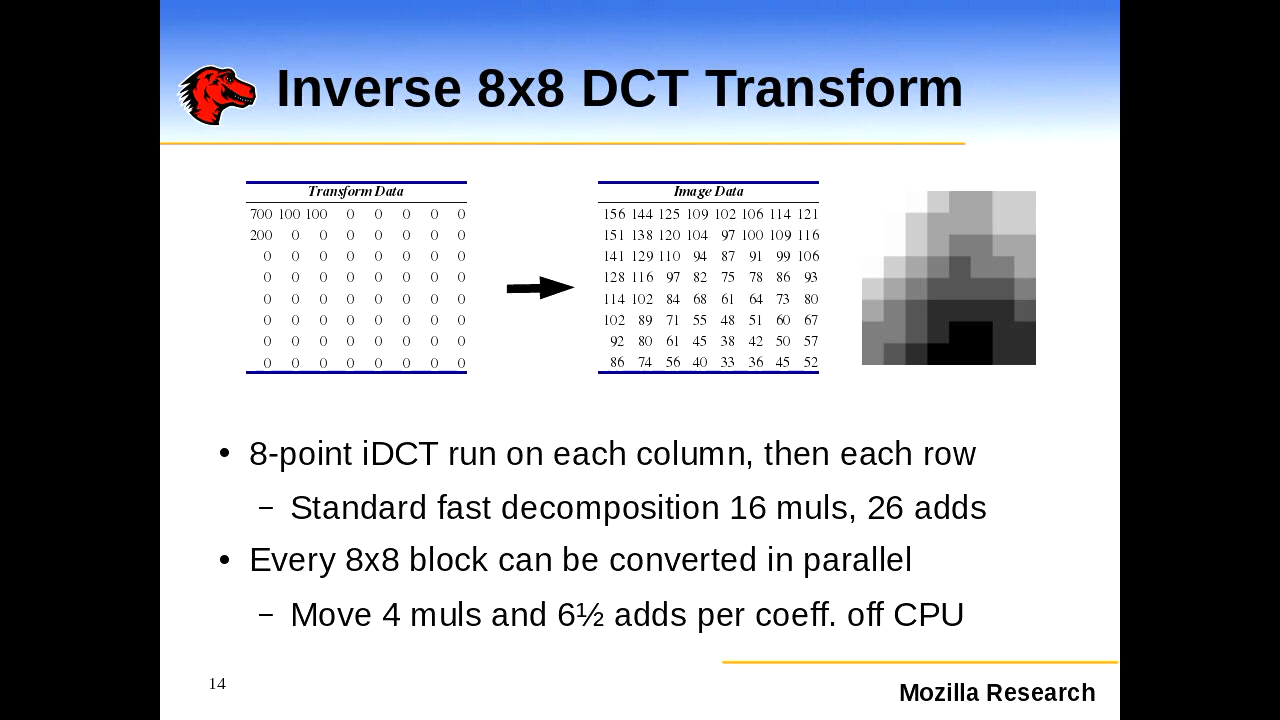 Inverse 8x8 DCT Transform
Transform Data
700 100 100 0 0 0 0 0
200 0 0 0 0 0 0 0
0 0 0 0 0 0 0 0
0 0 0 0 0 0 0 0
0 0 0 0 0 0 0 0
0 0 0 0 0 0 0 0
0 0 0 0 0 0 0 0
0 0 0 0 0 0 0 0
Image Data
156 144 125 109 102 106 114 121
151 138 120 104 97 100 109 116
141 129 110 94 87 91 99 106
128 116 97 82 75 78 86 93
114 102 84 68 61 64 73 80
102 89 71 55 48 51 60 67
92 80 61 45 38 42 50 57
86 74 56 40 33 36 45 52
• 8-point iDCT run on each column, then each row
– Standard fast decomposition 16 muls, 26 adds
• Every 8x8 block can be converted in parallel
– Move 4 muls and 6½ adds per coeff. off CPU
14
Mozilla Research